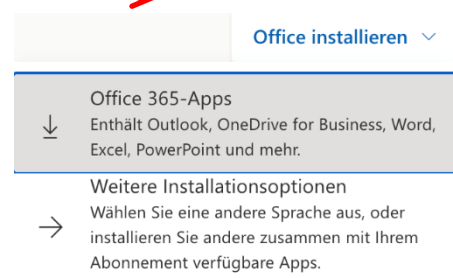 Office installieren
Office 365-Apps
Enthält Outlook, OneDrive for Business, Word,
Excel, PowerPoint und mehr.
Weitere Installationsoptionen
Wählen Sie eine andere Sprache aus, oder
installieren Sie andere zusammen mit Ihrem
Abonnement verfügbare Apps.